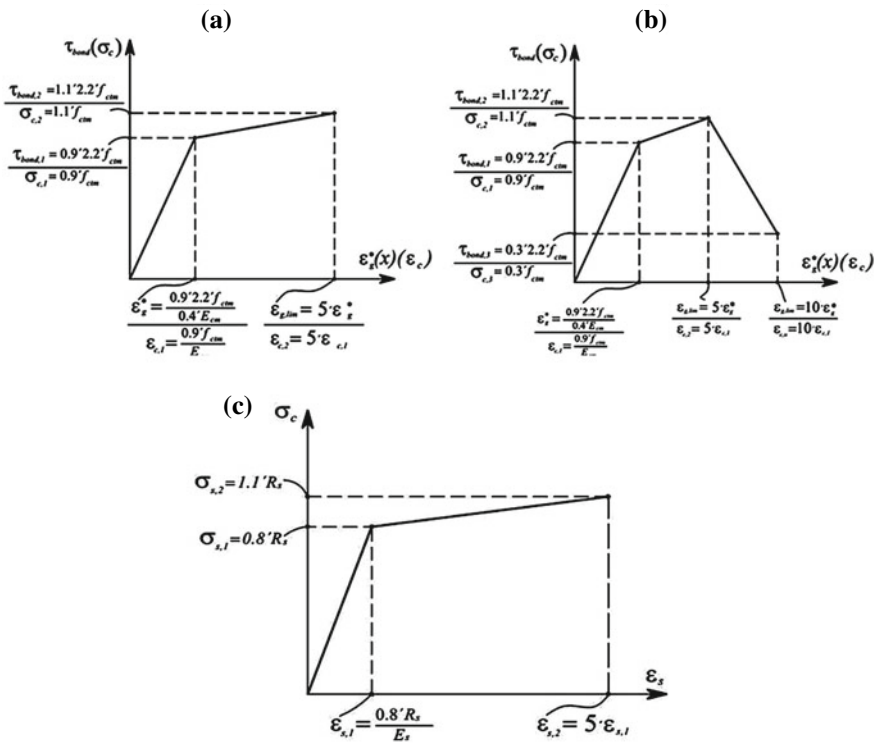 (a)
τbond(σc)
τbond,2 = 1.1′2.2′fctm
σc,2 = 1.1′fctm
τbond,1 = 0.9′2.2′fctm
σc,1 = 0.9′fctm
εg*(x)(εc)
εg* = 0.9′2.2′fctm
0.4′Ecm
εc,1 = 0.9′fctm
E
εg,lim = 5·εg*
εc,2 = 5·εc,1
(b)
τbond(σc)
τbond,2 = 1.1′2.2′fctm
σc,2 = 1.1′fctm
τbond,1 = 0.9′2.2′fctm
σc,1 = 0.9′fctm
τbond,3 = 0.3′2.2′fctm
σc,3 = 0.3′fctm
εg*(x)(εc)
εg* = 0.9′2.2′fctm
0.4′Ecm
εc,1 = 0.9′fctm
E
εg,lim = 5·εg*
εc,2 = 5·εc,1
εg,lim = 10·εg*
εc,u = 10·εc,1
(c)
σc
σs,2 = 1.1′Rs
σs,1 = 0.8′Rs
εs
εs,1 = 0.8′Rs
Es
εs,2 = 5·εs,1